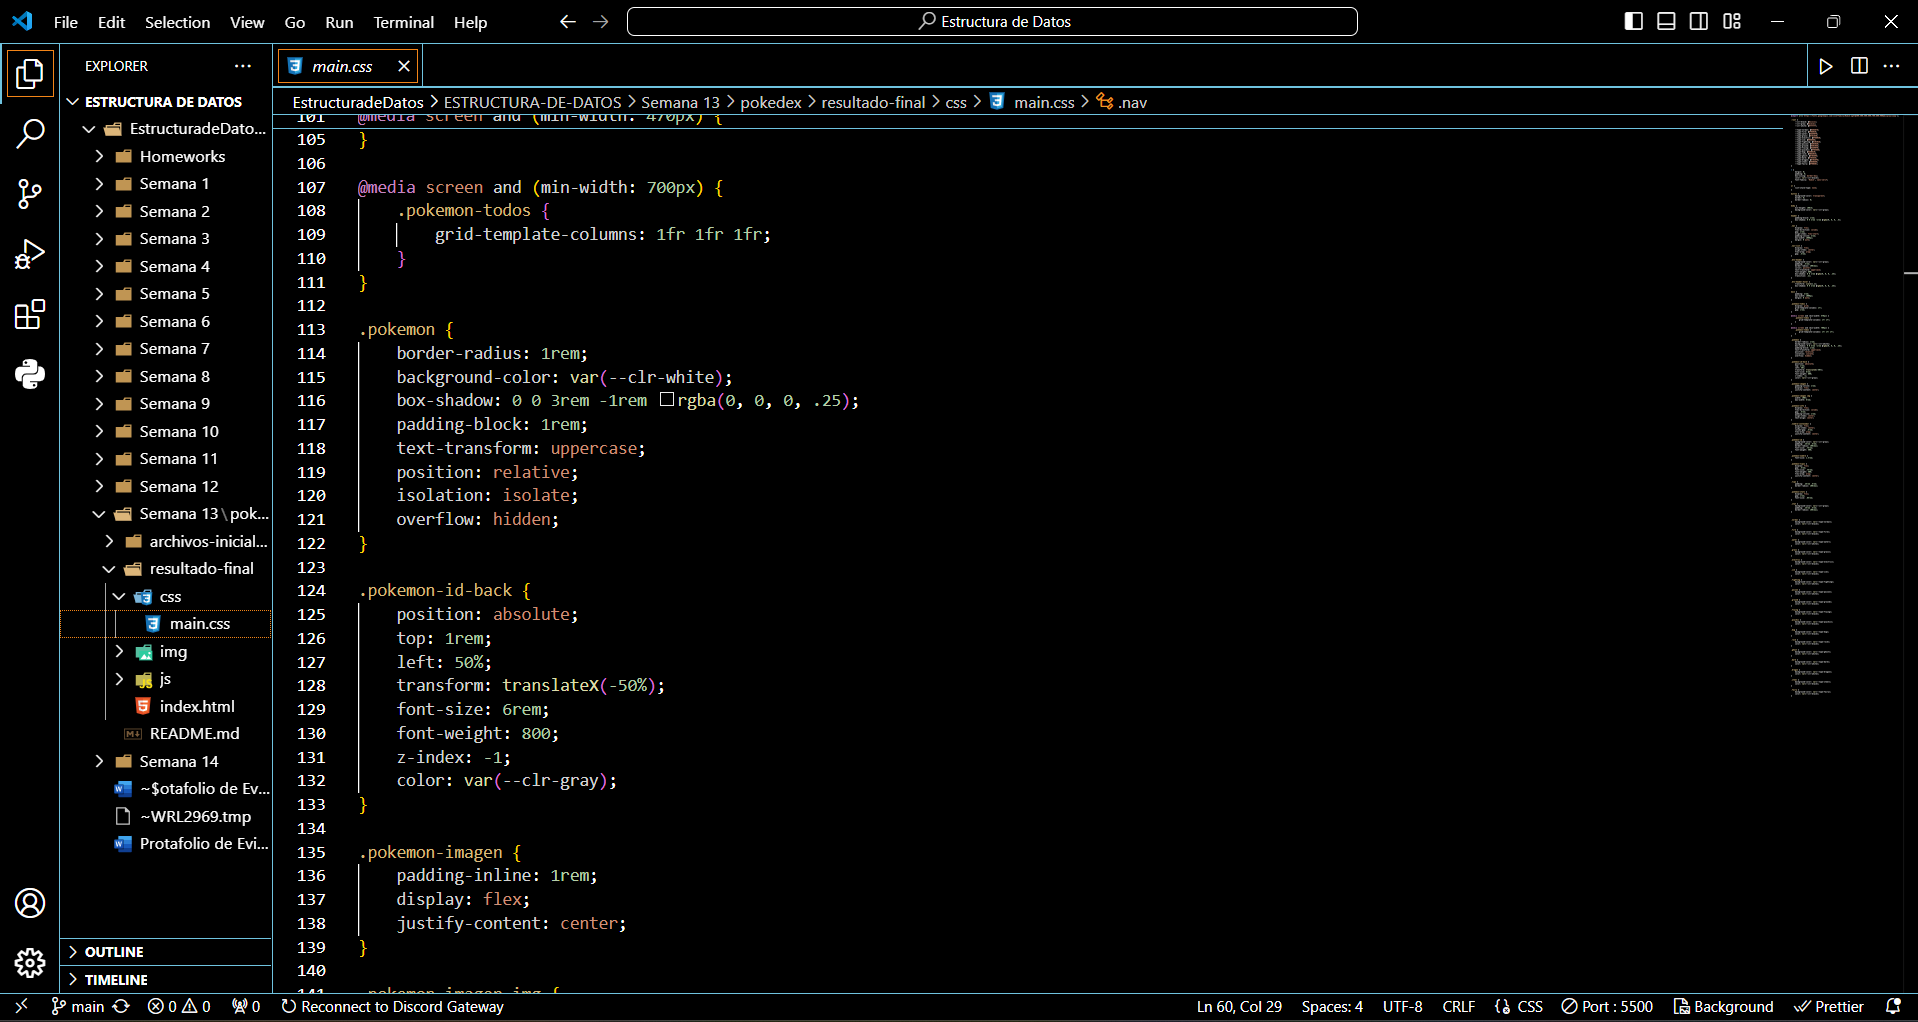 File Edit Selection View Go Run Terminal Help
Estructura de Datos
EXPLORER
main.css
ESTRUCTURA DE DATOS
EstructuradeDatos > ESTRUCTURA-DE-DATOS > Semana 13 > pokedex > resultado-final > css > main.css > .nav
EstructuradeDato...
Homeworks
Semana 1
Semana 2
Semana 3
Semana 4
Semana 5
Semana 6
Semana 7
Semana 8
Semana 9
Semana 10
Semana 11
Semana 12
Semana 13\pok...
archivos-inicial...
resultado-final
css
main.css
img
js
index.html
README.md
Semana 14
~$otafolio de Ev...
~WRL2969.tmp
Protafolio de Evi...
OUTLINE
TIMELINE
101 @media screen and (min-width: 470px) {
105 }
106
107 @media screen and (min-width: 700px) {
108 .pokemon-todos {
109 grid-template-columns: 1fr 1fr 1fr;
110 }
111 }
112
113 .pokemon {
114 border-radius: 1rem;
115 background-color: var(--clr-white);
116 box-shadow: 0 0 3rem -1rem rgba(0, 0, 0, .25);
117 padding-block: 1rem;
118 text-transform: uppercase;
119 position: relative;
120 isolation: isolate;
121 overflow: hidden;
122 }
123
124 .pokemon-id-back {
125 position: absolute;
126 top: 1rem;
127 left: 50%;
128 transform: translateX(-50%);
129 font-size: 6rem;
130 font-weight: 800;
131 z-index: -1;
132 color: var(--clr-gray);
133 }
134
135 .pokemon-imagen {
136 padding-inline: 1rem;
137 display: flex;
138 justify-content: center;
139 }
140
141 .pokemon-imagen img {
main 0 0 0 Reconnect to Discord Gateway
Ln 60, Col 29 Spaces: 4 UTF-8 CRLF {} CSS Port : 5500 Background Prettier